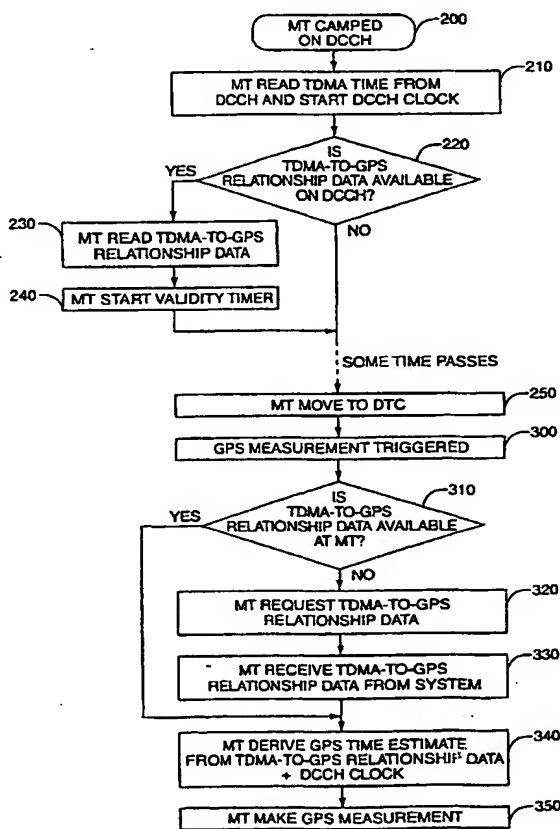 MT CAMPED
ON DCCH
200
MT READ TDMA TIME FROM
DCCH AND START DCCH CLOCK
210
IS
TDMA-TO-GPS
RELATIONSHIP DATA AVAILABLE
ON DCCH?
220
YES
NO
230
MT READ TDMA-TO-GPS
RELATIONSHIP DATA
240
MT START VALIDITY TIMER
SOME TIME PASSES
MT MOVE TO DTC
250
GPS MEASUREMENT TRIGGERED
300
IS
TDMA-TO-GPS
RELATIONSHIP DATA AVAILABLE
AT MT?
310
YES
NO
MT REQUEST TDMA-TO-GPS
RELATIONSHIP DATA
320
MT RECEIVE TDMA-TO-GPS
RELATIONSHIP DATA FROM SYSTEM
330
MT DERIVE GPS TIME ESTIMATE
FROM TDMA-TO-GPS RELATIONSHIP DATA
+ DCCH CLOCK
340
MT MAKE GPS MEASUREMENT
350